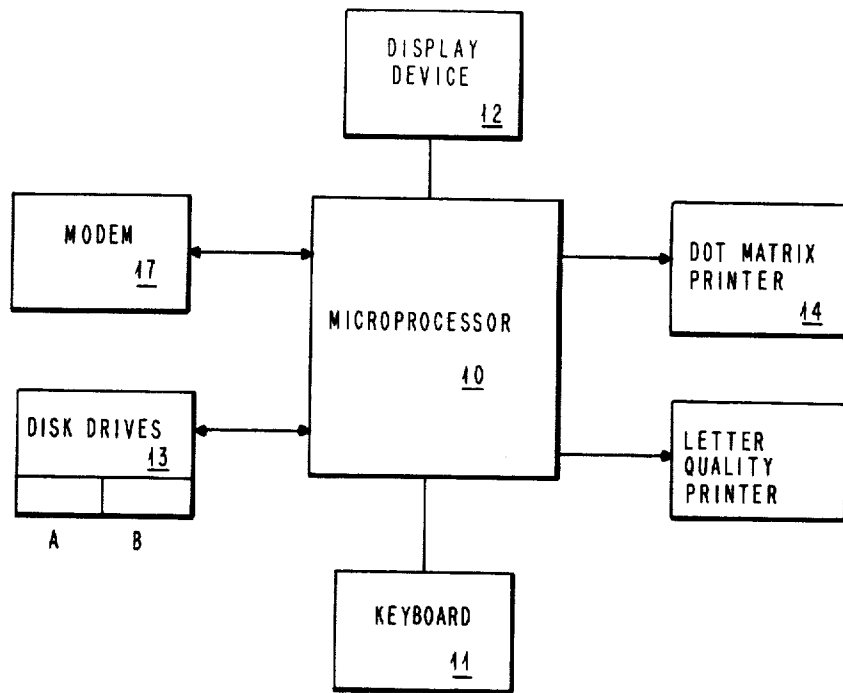 DISPLAY
DEVICE
12
MODEM
17
MICROPROCESSOR
10
DOT MATRIX
PRINTER
14
DISK DRIVES
13
A B
LETTER
QUALITY
PRINTER
KEYBOARD
11